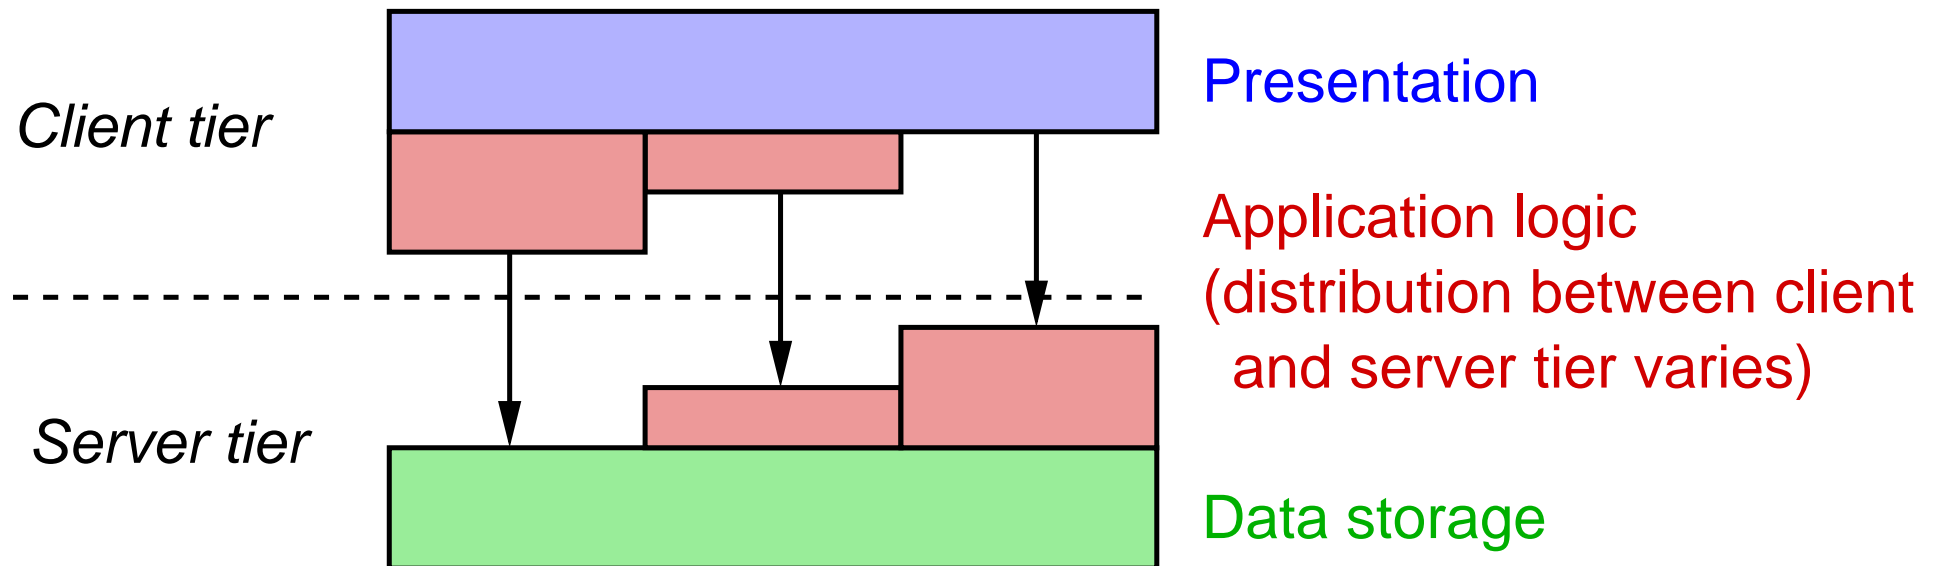 Presentation
Client tier
Application logic
(distribution between client
and server tier varies)
Server tier
Data storage